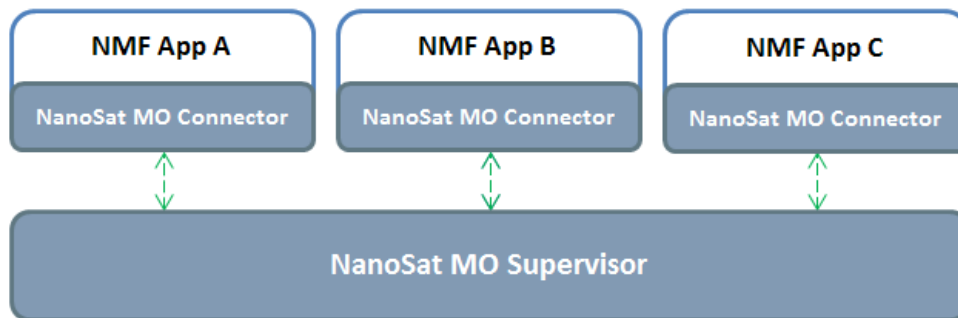 NMF App A
NMF App B
NMF App C
NanoSat MO Connector
NanoSat MO Connector
NanoSat MO Connector
NanoSat MO Supervisor